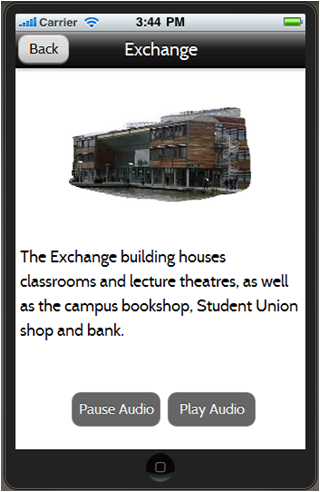 Carrier 3:44 PM
Back Exchange
The Exchange building houses
classrooms and lecture theatres, as well
as the campus bookshop, Student Union
shop and bank.
Pause Audio Play Audio